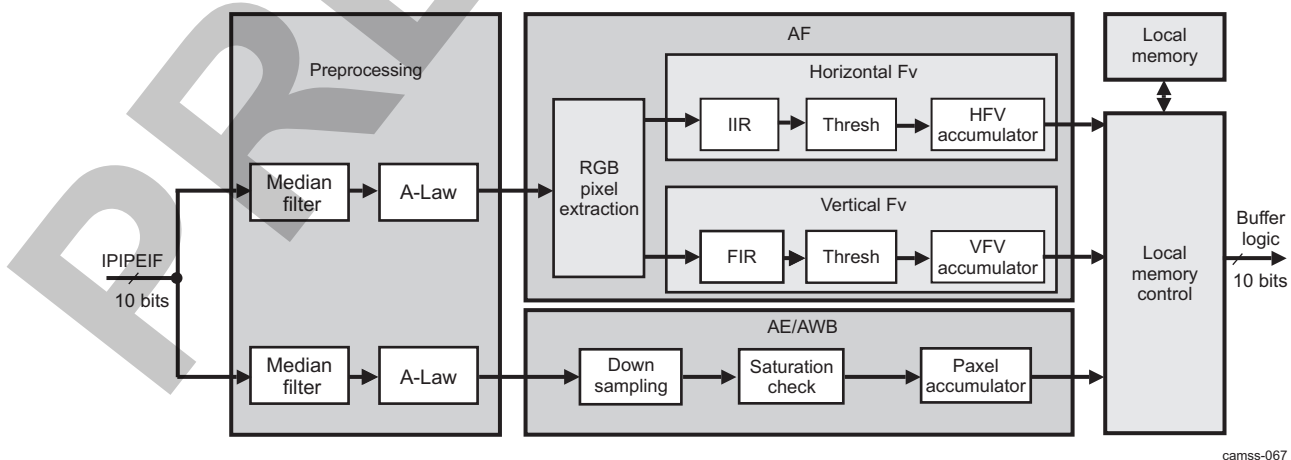 Preprocessing
AF
Horizontal Fv
IIR
Thresh
HFV
accumulator
Local
memory
Median
filter
A-Law
RGB
pixel
extraction
Vertical Fv
FIR
Thresh
VFV
accumulator
IPIPEIF
10 bits
Local
memory
control
Buffer
logic
10 bits
AE/AWB
Median
filter
A-Law
Down
sampling
Saturation
check
Paxel
accumulator
camss-067